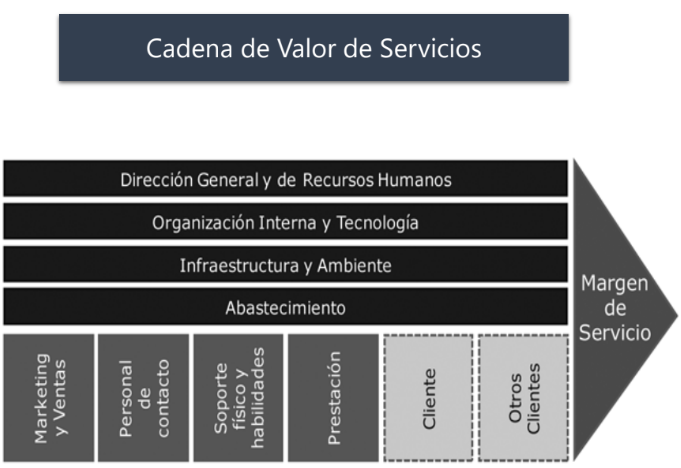 Cadena de Valor de Servicios
Dirección General y de Recursos Humanos
Organización Interna y Tecnología
Infraestructura y Ambiente
Abastecimiento
Margen
de
Servicio
Marketing
y Ventas
Personal
de
contacto
Soporte
físico y
habilidades
Prestación
Cliente
Otros
Clientes